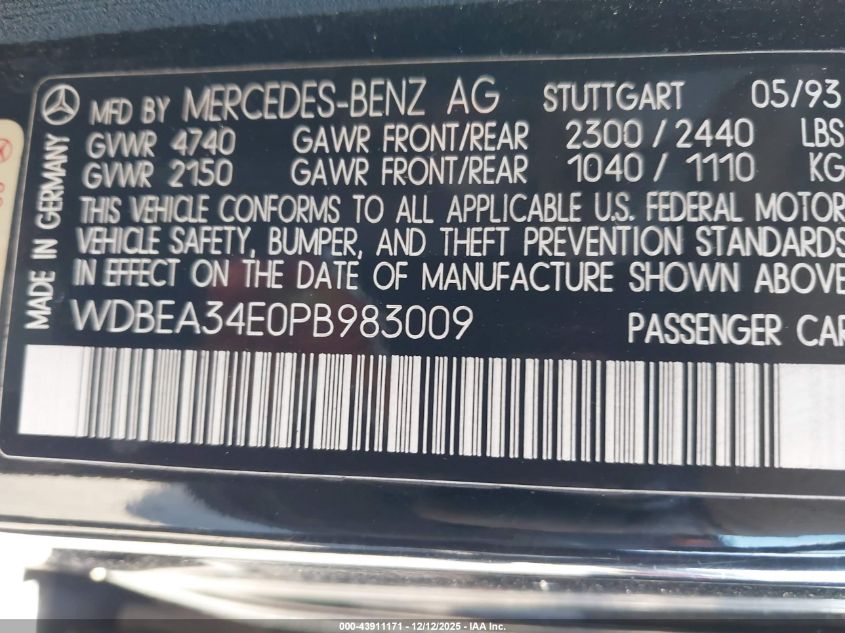 MADE IN GERMANY
MFD BY MERCEDES-BENZ AG STUTTGART 05/93
GVWR 4740 GAWR FRONT/REAR 2300 / 2440 LBS
GVWR 2150 GAWR FRONT/REAR 1040 / 1110 KG
THIS VEHICLE CONFORMS TO ALL APPLICABLE U.S. FEDERAL MOTOR
VEHICLE SAFETY, BUMPER, AND THEFT PREVENTION STANDARDS
IN EFFECT ON THE DATE OF MANUFACTURE SHOWN ABOVE
WDBEA34E0PB983009 PASSENGER CAR
000-43911171 - 12/12/2025 - IAA Inc.